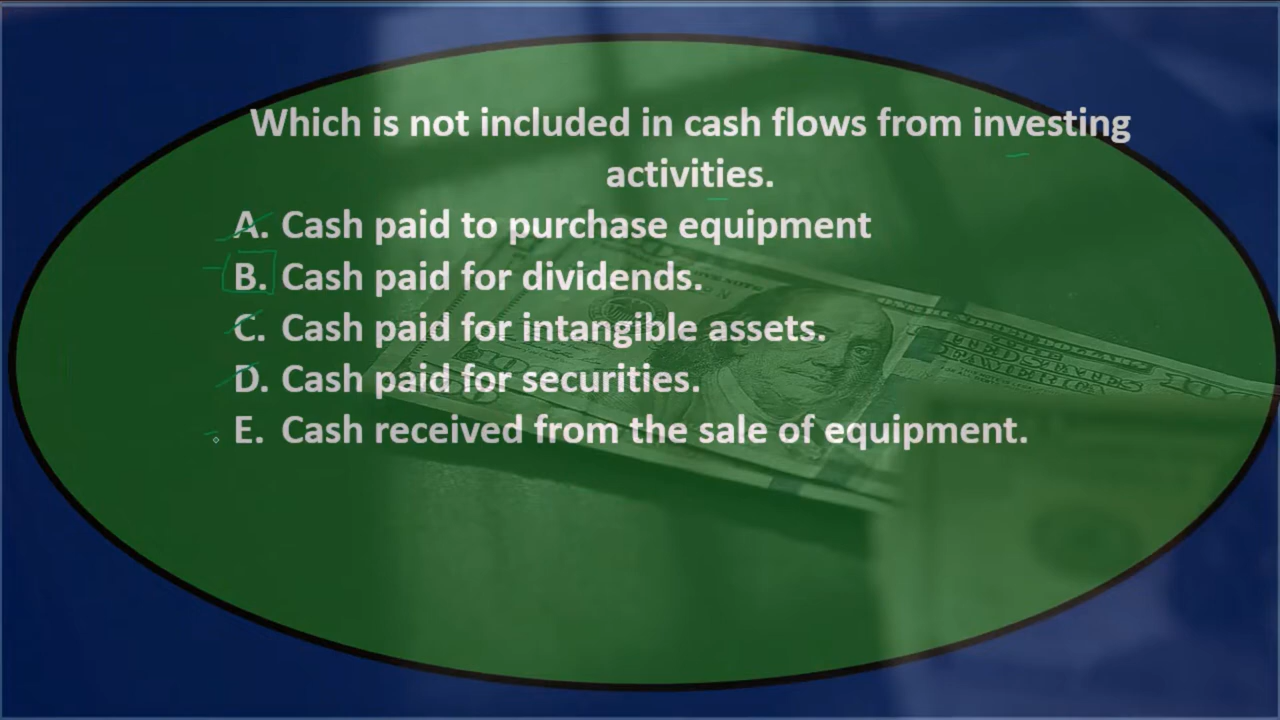 Which is not included in cash flows from investing
activities.
A. Cash paid to purchase equipment
B. Cash paid for dividends.
C. Cash paid for intangible assets.
D. Cash paid for securities.
E. Cash received from the sale of equipment.